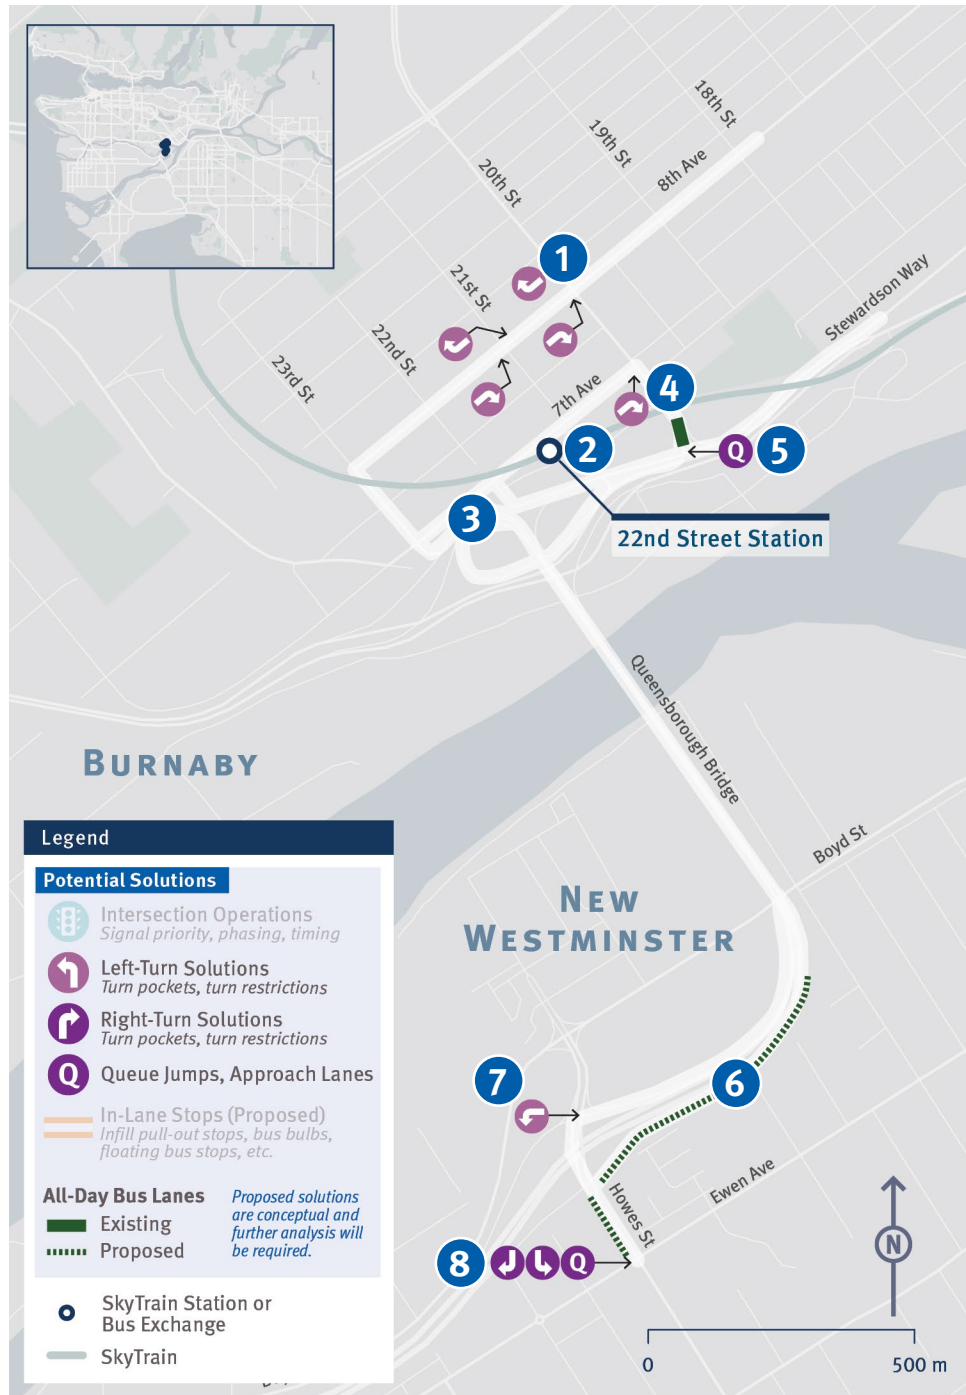 18th St
19th St
8th Ave
20th St
1
21st St
Stewardson Way
22nd St
23rd St
7th Ave
4
2
Q
5
3
22nd Street Station
Queensborough Bridge
BURNABY
Boyd St
NEW
WESTMINSTER
6
7
Ewen Ave
Howes St
8
Q
N
0
500 m
Legend
Potential Solutions
Intersection Operations
Signal priority, phasing, timing
Left-Turn Solutions
Turn pockets, turn restrictions
Right-Turn Solutions
Turn pockets, turn restrictions
Q
Queue Jumps, Approach Lanes
In-Lane Stops (Proposed)
Infill pull-out stops, bus bulbs,
floating bus stops, etc.
All-Day Bus Lanes
Existing
Proposed
Proposed solutions
are conceptual and
further analysis will
be required.
SkyTrain Station or
Bus Exchange
SkyTrain